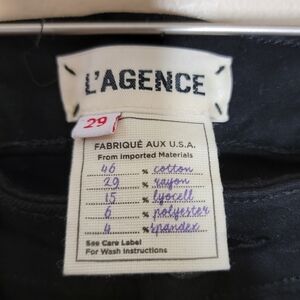 L'AGENCE
29
FABRIQUÉ AUX U.S.A.
From Imported Materials
46 % cotton
29 % rayon
15 % lyocell
6 % polyester
4 % spandex
See Care Label
For Wash Instructions